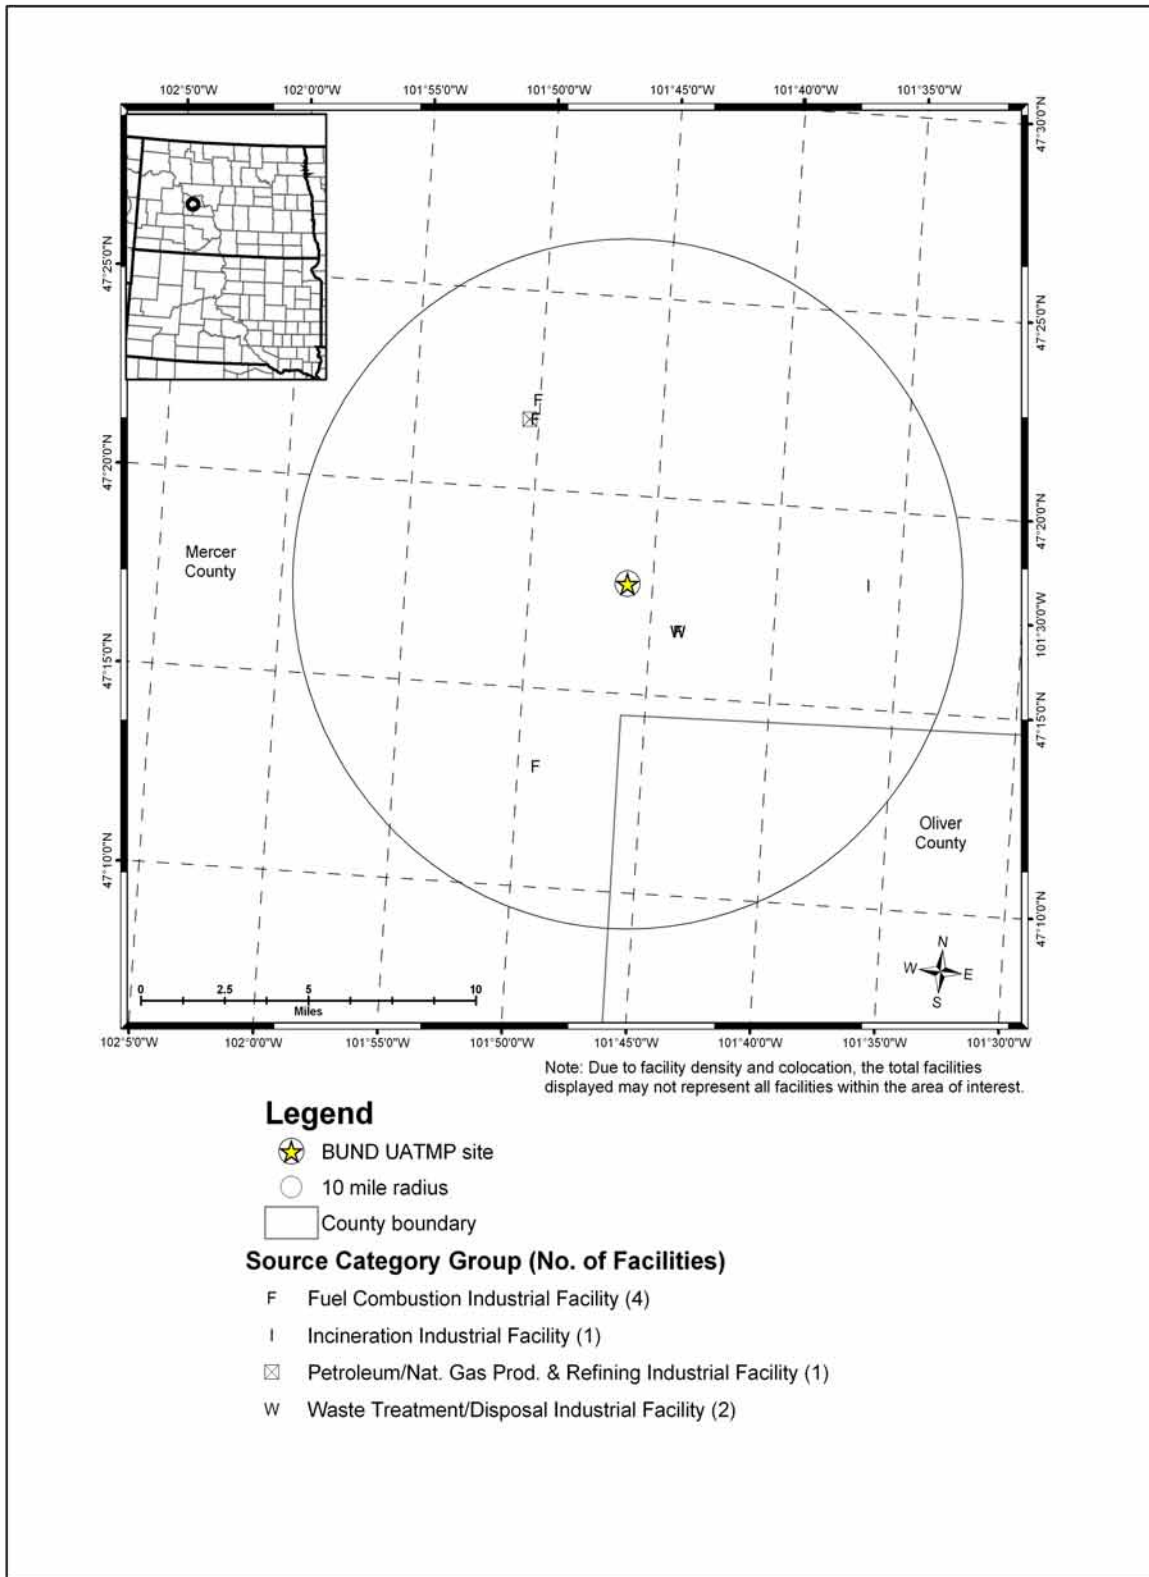 102°5'0"W 102°0'0"W 101°55'0"W 101°50'0"W 101°45'0"W 101°40'0"W 101°35'0"W
47°30'0"N
47°25'0"N
47°25'0"N
F
F
47°20'0"N
47°20'0"N
Mercer
County
I
101°30'0"W
W
F
47°15'0"N
47°15'0"N
F
Oliver
County
47°10'0"N
47°10'0"N
N
W E
S
0 2.5 5 10
Miles
102°5'0"W 102°0'0"W 101°55'0"W 101°50'0"W 101°45'0"W 101°40'0"W 101°35'0"W 101°30'0"W
Note: Due to facility density and colocation, the total facilities
displayed may not represent all facilities within the area of interest.
Legend
BUND UATMP site
10 mile radius
County boundary
Source Category Group (No. of Facilities)
F Fuel Combustion Industrial Facility (4)
I Incineration Industrial Facility (1)
Petroleum/Nat. Gas Prod. & Refining Industrial Facility (1)
W Waste Treatment/Disposal Industrial Facility (2)